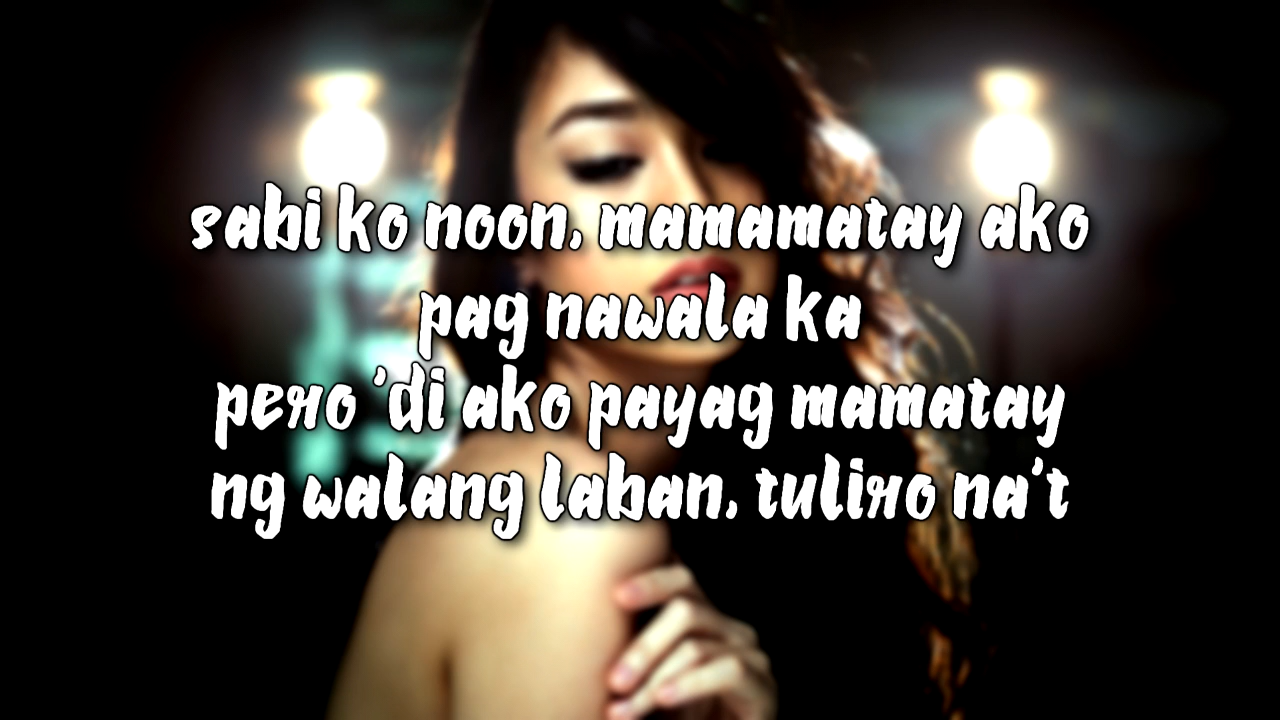 sabi ko noon, mamamatay ako
pag nawala ka
pero 'di ako payag mamatay
ng walang laban, tuliro na't